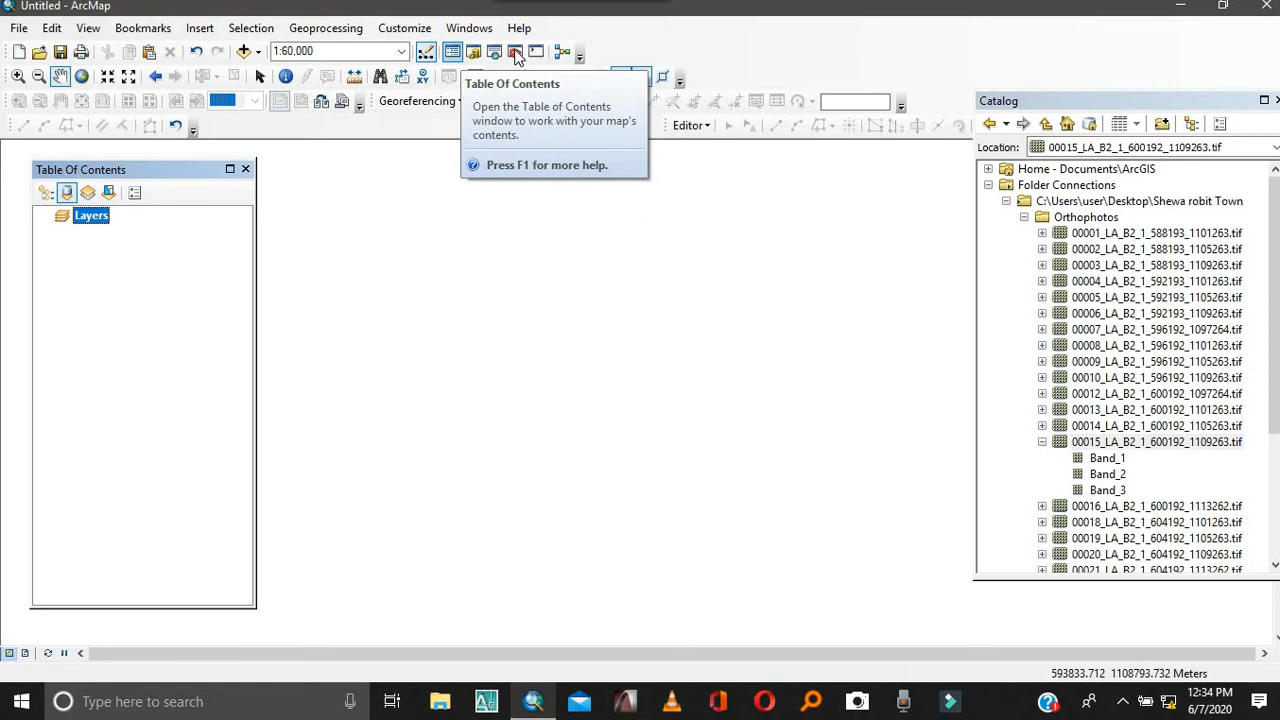 Untitled - ArcMap
File Edit View Bookmarks Insert Selection Geoprocessing Customize Windows Help
1:60,000
Table Of Contents
Open the Table of Contents
window to work with your map's
contents.
Press F1 for more help.
Georeferencing
Editor
Table Of Contents
Layers
Catalog
Location: 00015_LA_B2_1_600192_1109263.tif
Home - Documents\ArcGIS
Folder Connections
C:\Users\user\Desktop\Shewa robit Town
Orthophotos
00001_LA_B2_1_588193_1101263.tif
00002_LA_B2_1_588193_1105263.tif
00003_LA_B2_1_588193_1109263.tif
00004_LA_B2_1_592193_1101263.tif
00005_LA_B2_1_592193_1105263.tif
00006_LA_B2_1_592193_1109263.tif
00007_LA_B2_1_596192_1097264.tif
00008_LA_B2_1_596192_1101263.tif
00009_LA_B2_1_596192_1105263.tif
00010_LA_B2_1_596192_1109263.tif
00012_LA_B2_1_600192_1097264.tif
00013_LA_B2_1_600192_1101263.tif
00014_LA_B2_1_600192_1105263.tif
00015_LA_B2_1_600192_1109263.tif
Band_1
Band_2
Band_3
00016_LA_B2_1_600192_1113262.tif
00018_LA_B2_1_604192_1101263.tif
00019_LA_B2_1_604192_1105263.tif
00020_LA_B2_1_604192_1109263.tif
00021_LA_B2_1_604192_1113262.tif
593833.712 1108793.732 Meters
Type here to search
12:34 PM
6/7/2020